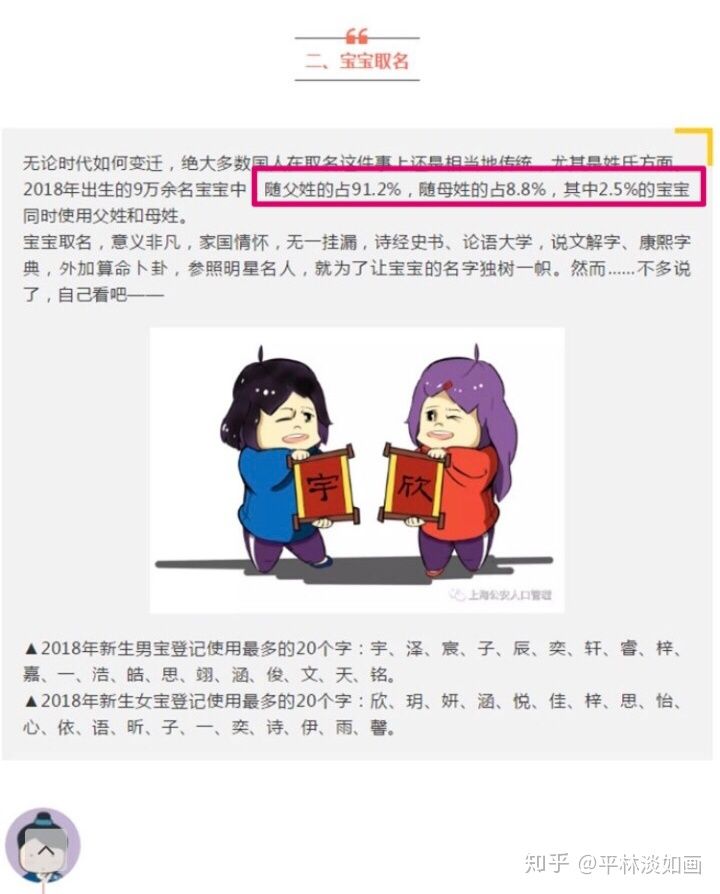 二、宝宝取名
无论时代如何变迁，绝大多数国人在取名这件事上还是相当地传统，尤其是姓氏方面。
2018年出生的9万余名宝宝中，随父姓的占91.2%，随母姓的占8.8%，其中2.5%的宝宝
同时使用父姓和母姓。
宝宝取名，意义非凡，家国情怀，无一挂漏，诗经史书、论语大学，说文解字、康熙字
典，外加算命卜卦，参照明星名人，就为了让宝宝的名字独树一帜。然而……不多说
了，自己看吧——
宇
欣
上海公安人口管理
▲2018年新生男宝登记使用最多的20个字：宇、泽、宸、子、辰、奕、轩、睿、梓、
嘉、一、浩、皓、思、翊、涵、俊、文、天、铭。
▲2018年新生女宝登记使用最多的20个字：欣、玥、妍、涵、悦、佳、梓、思、怡、
心、依、语、昕、子、一、奕、诗、伊、雨、馨。
知乎 @平林淡如画